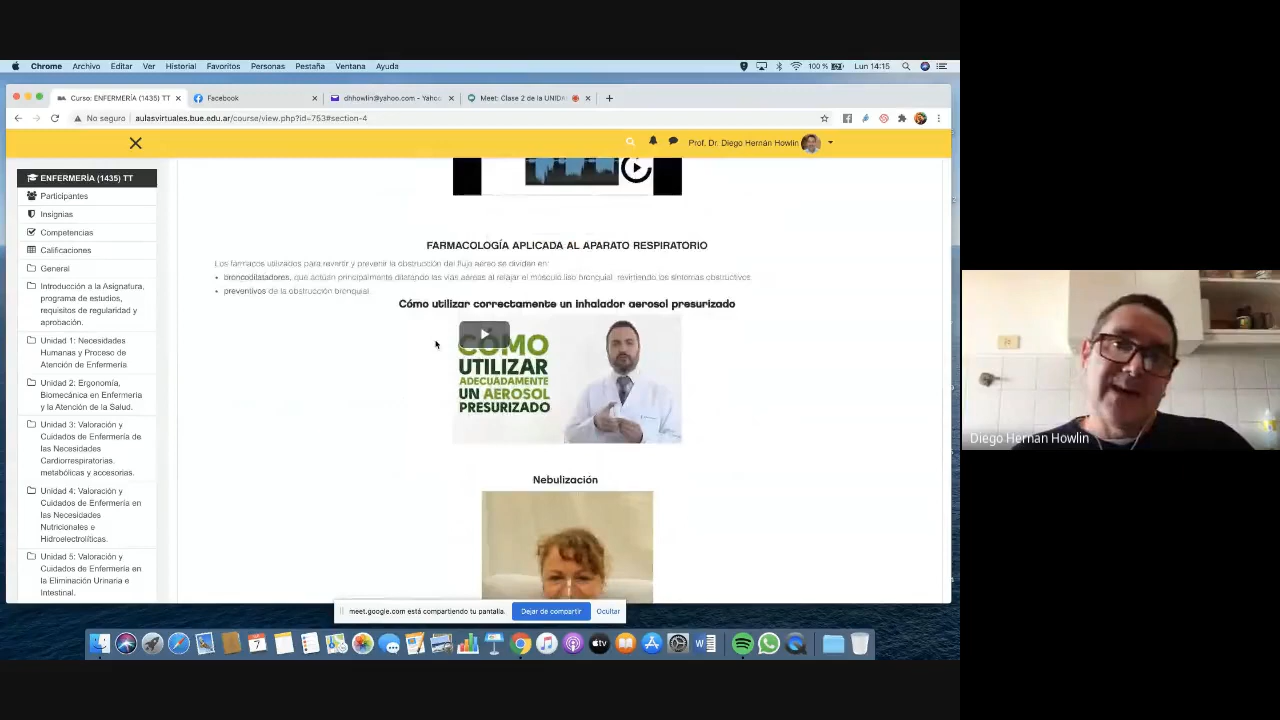 Chrome Archivo Editar Ver Historial Favoritos Personas Pestaña Ventana Ayuda 100 % Lun 14:15
Curso: ENFERMERÍA (1435) TT Facebook dhhowlin@yahoo.com - Yahoo Meet: Clase 2 de la UNIDA
No seguro aulasvirtuales.bue.edu.ar/course/view.php?id=753#section-4
Prof. Dr. Diego Hernán Howlin
ENFERMERÍA (1435) TT
Participantes
Insignias
Competencias
Calificaciones
General
Introducción a la Asignatura,
programa de estudios,
requisitos de regularidad y
aprobación.
Unidad 1: Necesidades
Humanas y Proceso de
Atención de Enfermería
Unidad 2: Ergonomía,
Biomecánica en Enfermería
y la Atención de la Salud.
Unidad 3: Valoración y
Cuidados de Enfermería de
las Necesidades
Cardiorrespiratorias,
metabólicas y accesorias.
Unidad 4: Valoración y
Cuidados de Enfermería en
las Necesidades
Nutricionales e
Hidroelectrolíticas.
Unidad 5: Valoración y
Cuidados de Enfermería en
la Eliminación Urinaria e
Intestinal.
FARMACOLOGÍA APLICADA AL APARATO RESPIRATORIO
Los fármacos utilizados para revertir y prevenir la obstrucción del flujo aéreo se dividen en:
broncodilatadores, que actúan principalmente dilatando las vías aéreas al relajar el músculo liso bronquial, revirtiendo los síntomas obstructivos.
preventivos de la obstrucción bronquial.
Cómo utilizar correctamente un inhalador aerosol presurizado
CÓMO
UTILIZAR
ADECUADAMENTE
UN AEROSOL
PRESURIZADO
Nebulización
meet.google.com está compartiendo tu pantalla. Dejar de compartir Ocultar
Diego Hernan Howlin